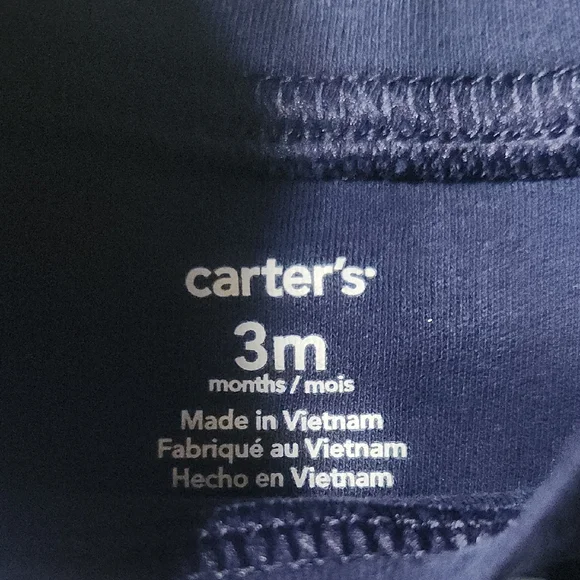 carter's
3m
months / mois
Made in Vietnam
Fabriqué au Vietnam
Hecho en Vietnam